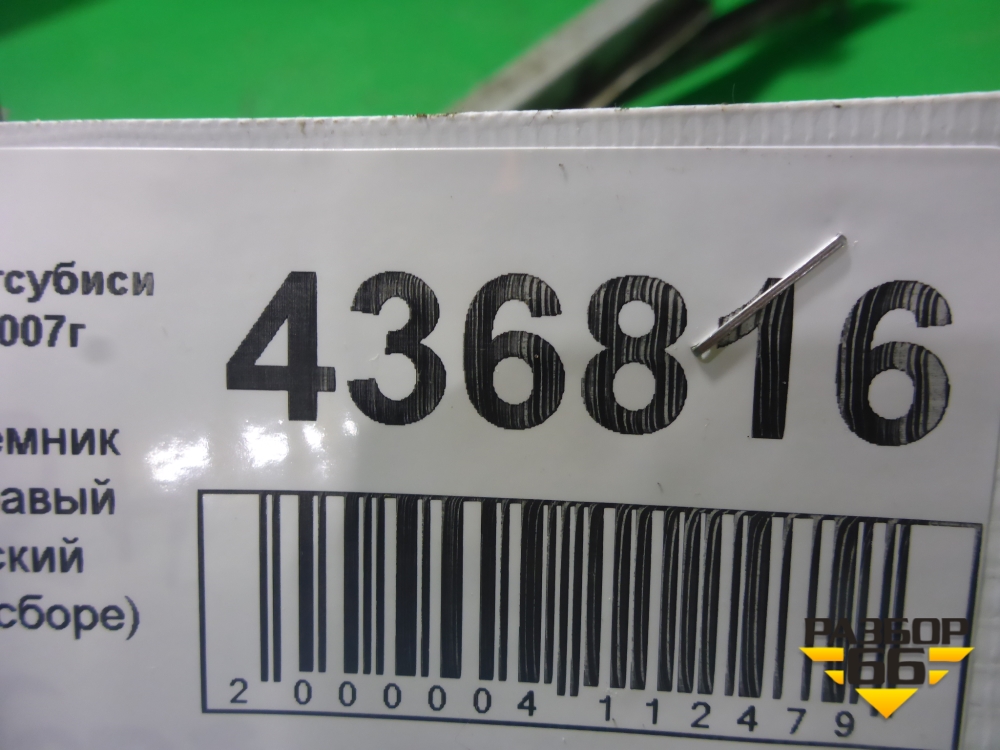 тсубиси
007г
436816
емник
авый
ский
сборе)
2 000004 112479
РАЗБОР
66